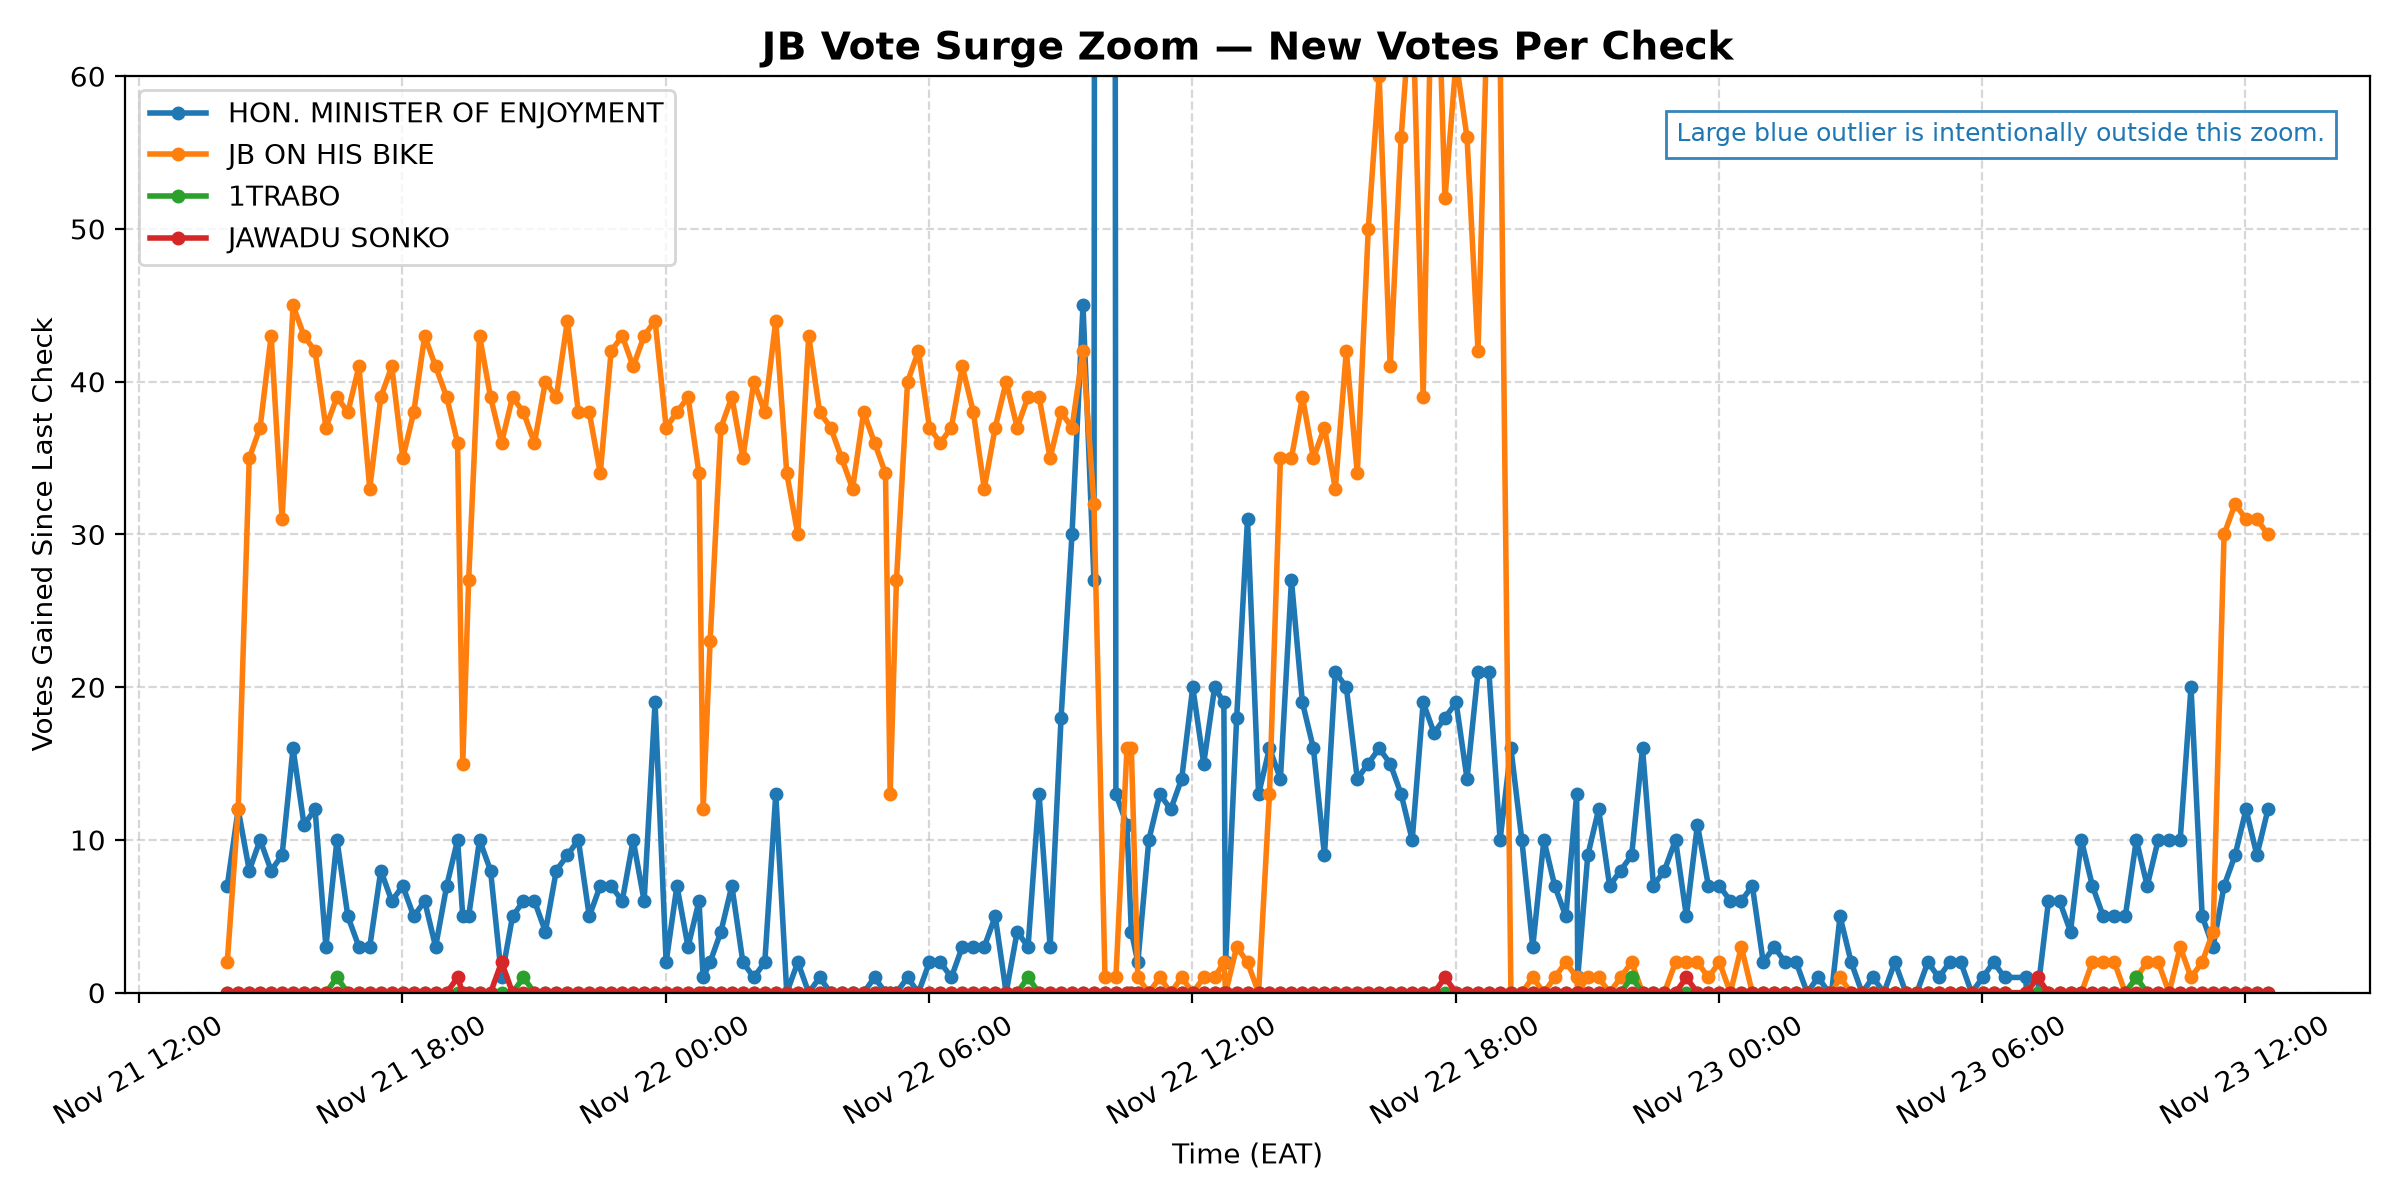 JB Vote Surge Zoom — New Votes Per Check
HON. MINISTER OF ENJOYMENT
JB ON HIS BIKE
1TRABO
JAWADU SONKO
Large blue outlier is intentionally outside this zoom.
Votes Gained Since Last Check
60
50
40
30
20
10
0
Nov 21 12:00
Nov 21 18:00
Nov 22 00:00
Nov 22 06:00
Nov 22 12:00
Nov 22 18:00
Nov 23 00:00
Nov 23 06:00
Nov 23 12:00
Time (EAT)